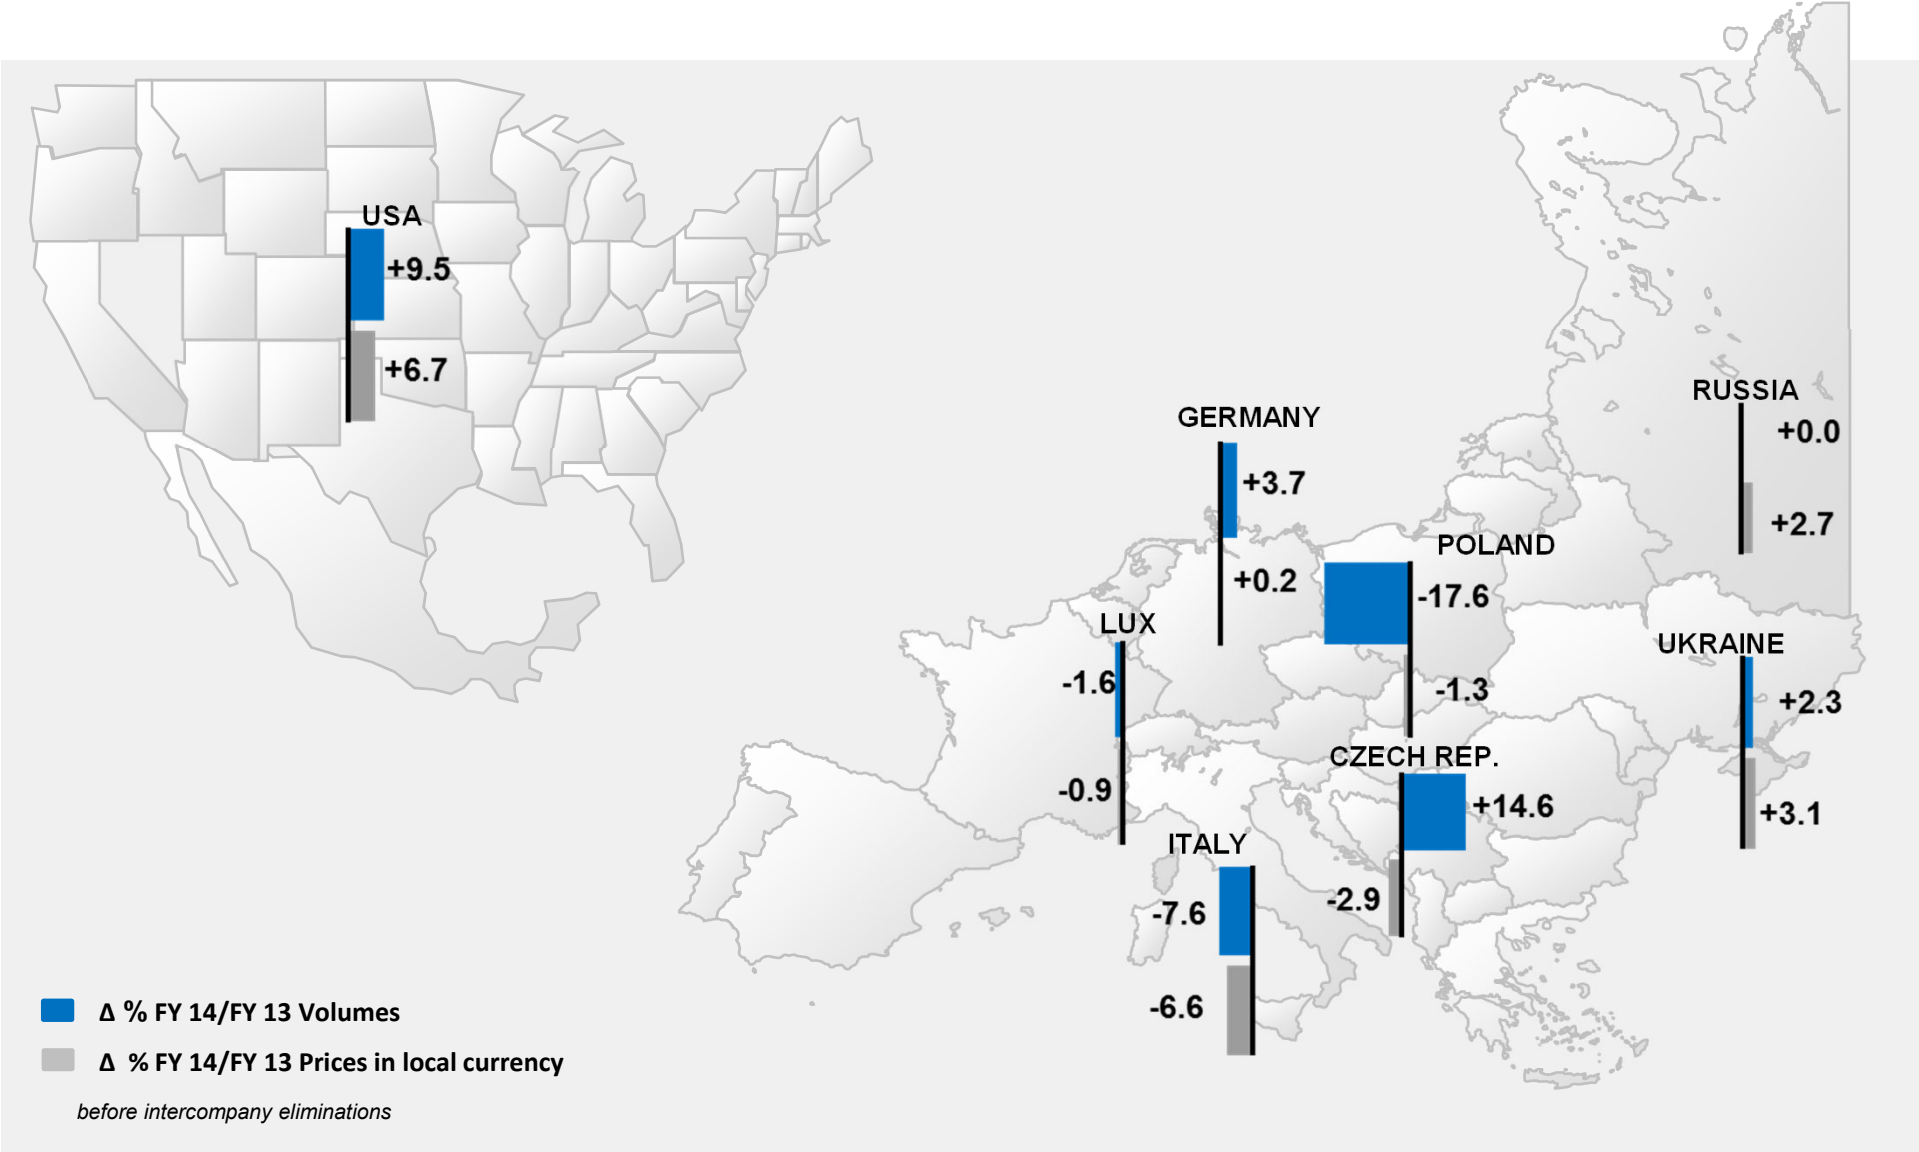 USA
+9.5
+6.7
RUSSIA
+0.0
+2.7
GERMANY
+3.7
+0.2
POLAND
-17.6
-1.3
LUX
-1.6
-0.9
UKRAINE
+2.3
+3.1
CZECH REP.
+14.6
-2.9
ITALY
-7.6
-6.6
Δ % FY 14/FY 13 Volumes
Δ % FY 14/FY 13 Prices in local currency
before intercompany eliminations